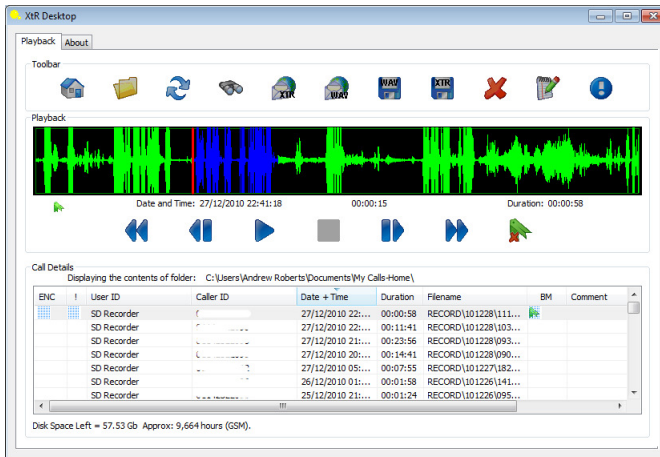 XtR Desktop
Playback About
Toolbar
XTR WAV WAV XTR
Playback
Date and Time: 27/12/2010 22:41:18 00:00:15 Duration: 00:00:58
Call Details
Displaying the contents of folder: C:\Users\Andrew Roberts\Documents\My Calls-Home\
ENC ! User ID Caller ID Date + Time Duration Filename BM Comment
SD Recorder 27/12/2010 22:... 00:00:58 RECORD\101228\111...
SD Recorder 27/12/2010 22:... 00:11:41 RECORD\101228\103...
SD Recorder 27/12/2010 21:... 00:23:56 RECORD\101228\093...
SD Recorder 27/12/2010 20:... 00:14:41 RECORD\101228\090...
SD Recorder 27/12/2010 05:... 00:07:55 RECORD\101227\182...
SD Recorder 26/12/2010 01:... 00:01:58 RECORD\101226\141...
SD Recorder 25/12/2010 21:... 00:01:24 RECORD\101226\095...
Disk Space Left = 57.53 Gb Approx: 9,664 hours (GSM).